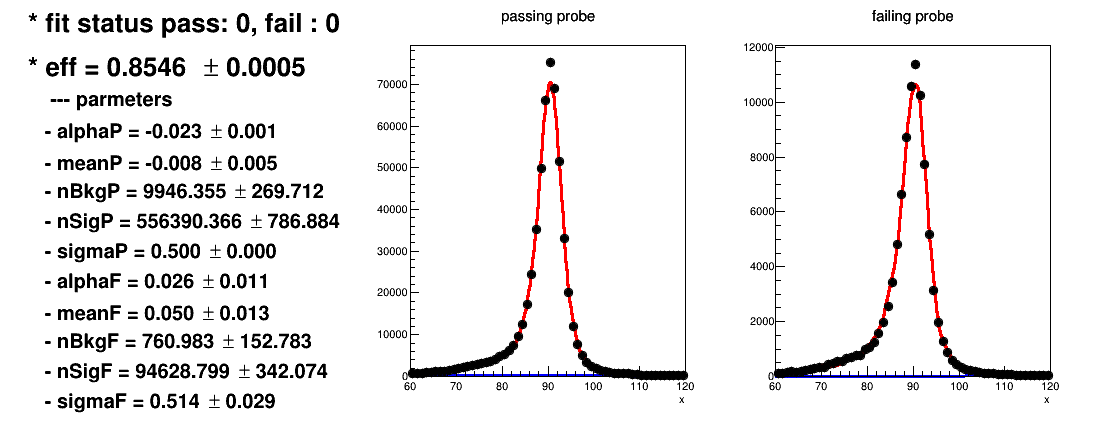 * fit status pass: 0, fail : 0
* eff = 0.8546 ± 0.0005
--- parmeters
- alphaP = -0.023 ± 0.001
- meanP = -0.008 ± 0.005
- nBkgP = 9946.355 ± 269.712
- nSigP = 556390.366 ± 786.884
- sigmaP = 0.500 ± 0.000
- alphaF = 0.026 ± 0.011
- meanF = 0.050 ± 0.013
- nBkgF = 760.983 ± 152.783
- nSigF = 94628.799 ± 342.074
- sigmaF = 0.514 ± 0.029
passing probe
70000
60000
50000
40000
30000
20000
10000
0
60 70 80 90 100 110 120
x
failing probe
12000
10000
8000
6000
4000
2000
0
60 70 80 90 100 110 120
x